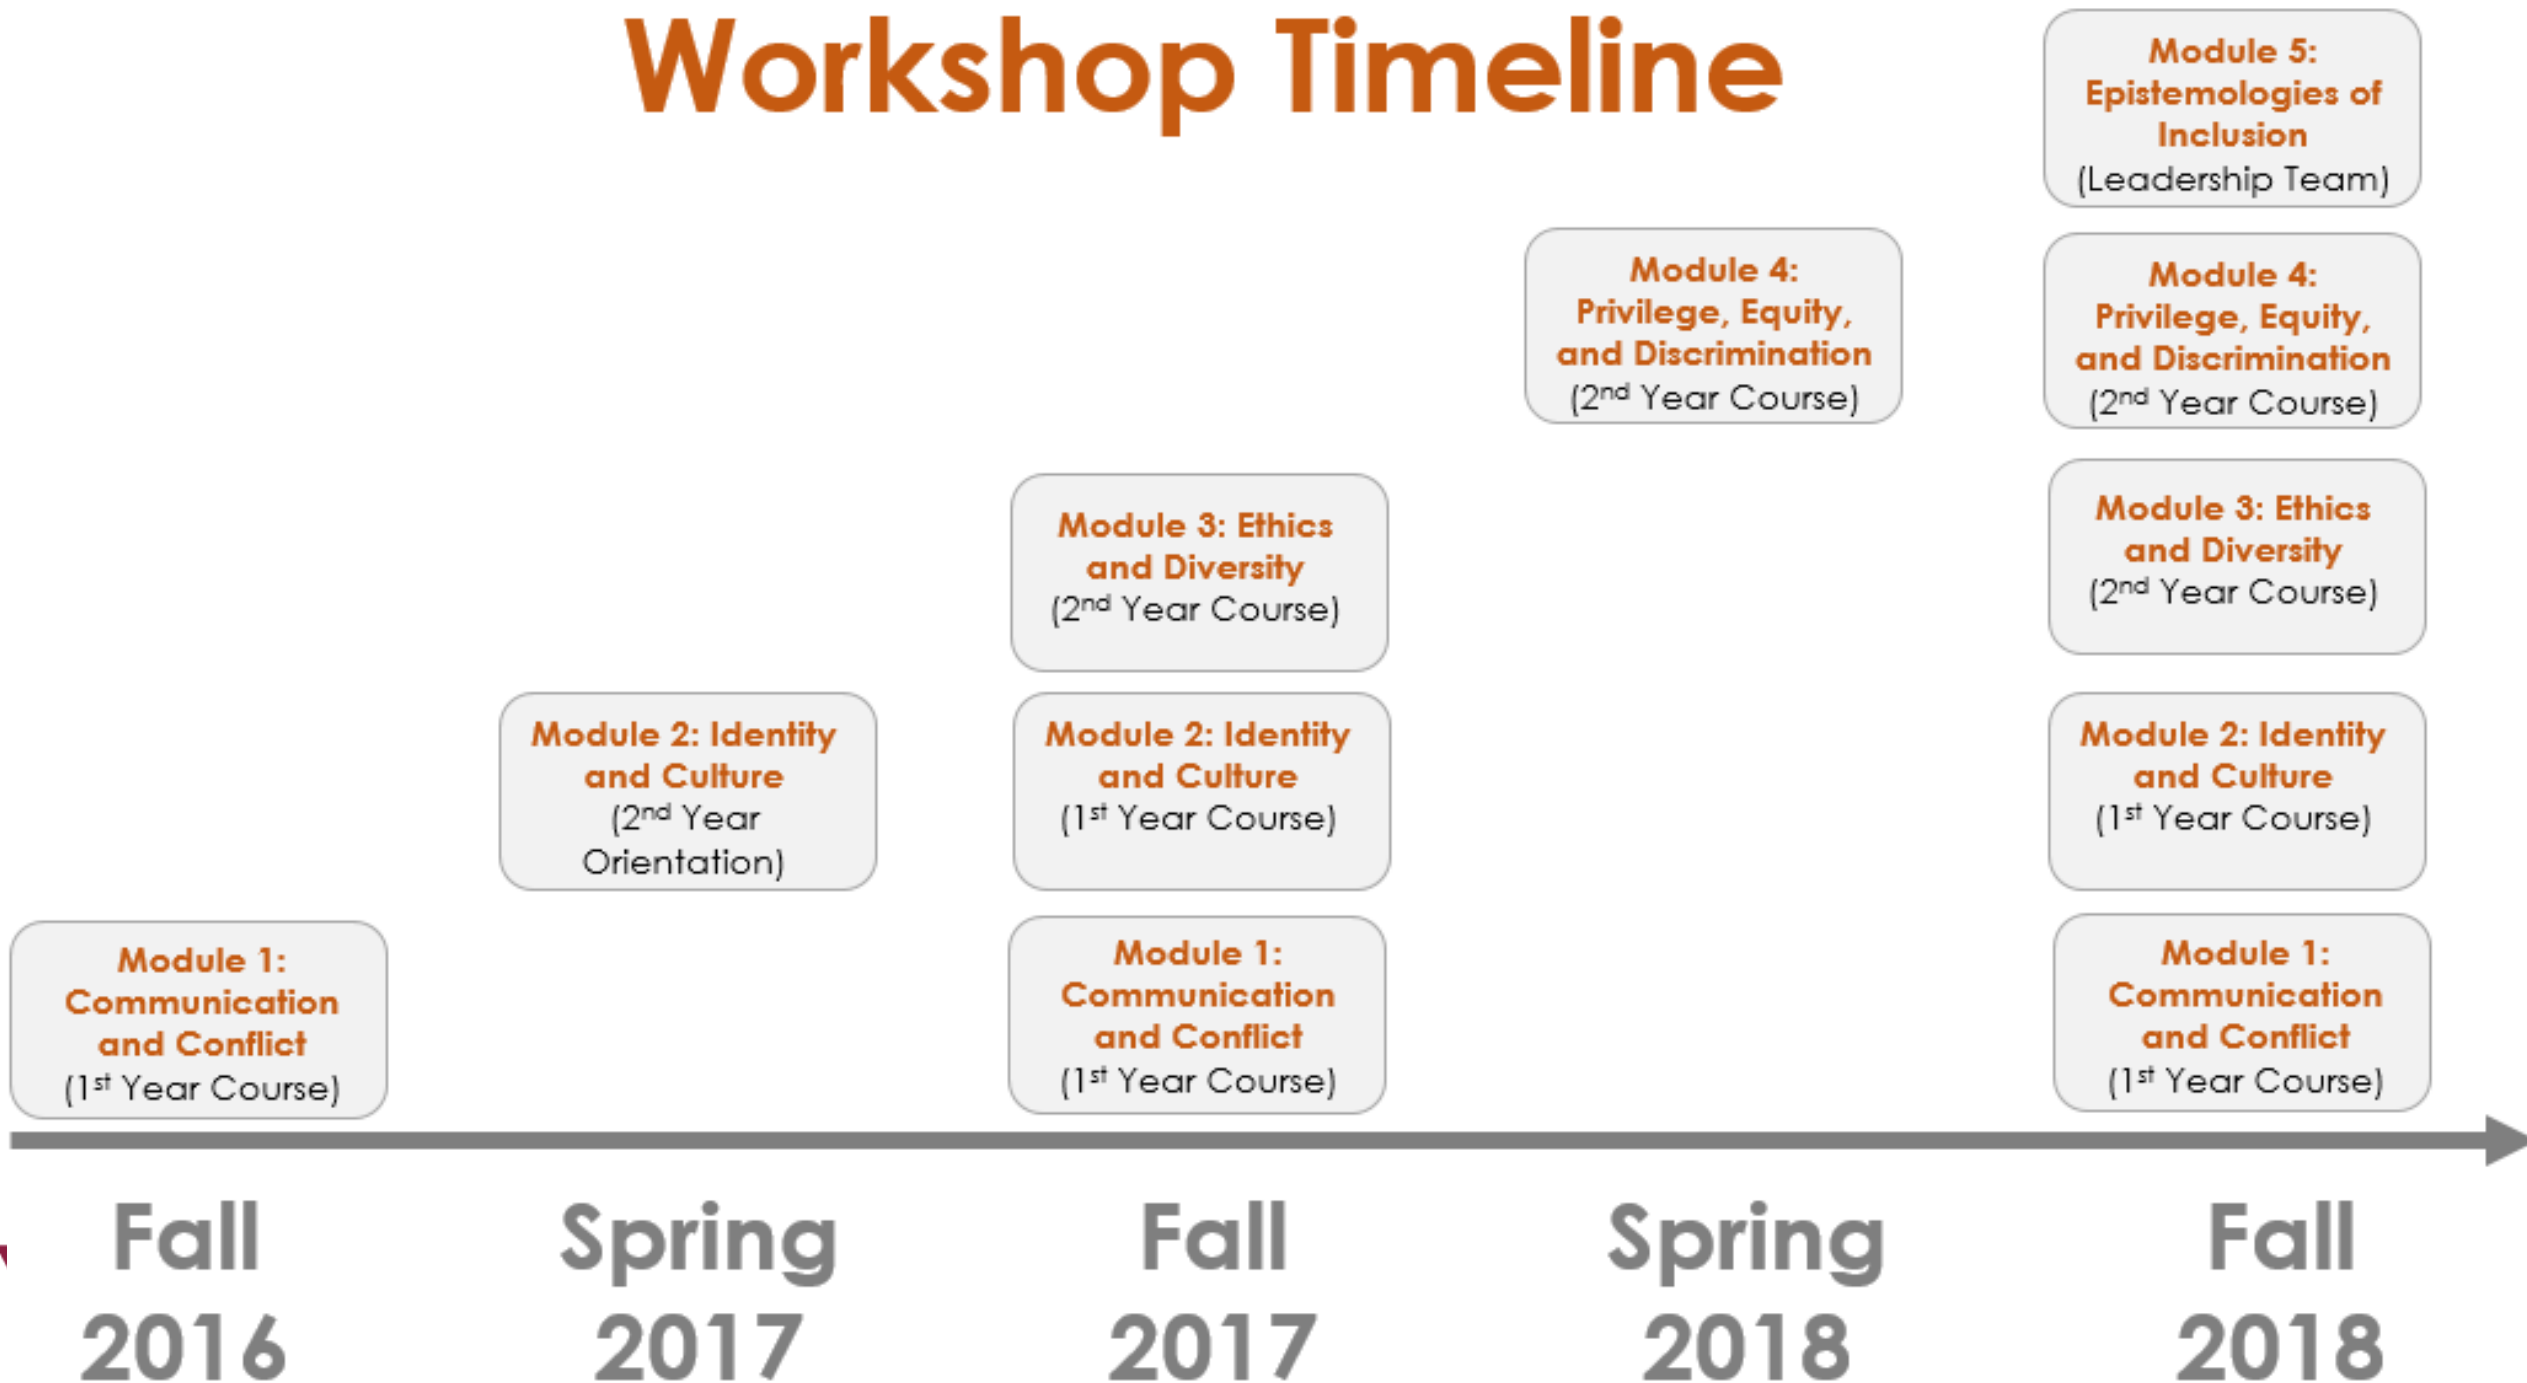 Workshop Timeline
Module 5:
Epistemologies of
Inclusion
(Leadership Team)
Module 4:
Privilege, Equity,
and Discrimination
(2nd Year Course)
Module 4:
Privilege, Equity,
and Discrimination
(2nd Year Course)
Module 3: Ethics
and Diversity
(2nd Year Course)
Module 3: Ethics
and Diversity
(2nd Year Course)
Module 2: Identity
and Culture
(2nd Year
Orientation)
Module 2: Identity
and Culture
(1st Year Course)
Module 2: Identity
and Culture
(1st Year Course)
Module 1:
Communication
and Conflict
(1st Year Course)
Module 1:
Communication
and Conflict
(1st Year Course)
Module 1:
Communication
and Conflict
(1st Year Course)
Fall
2016
Spring
2017
Fall
2017
Spring
2018
Fall
2018